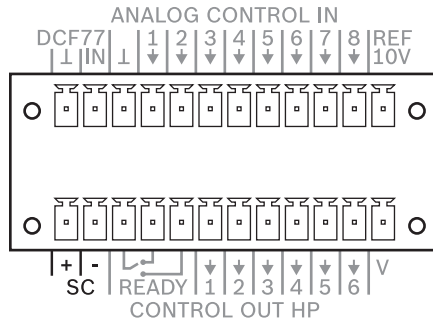 ANALOG CONTROL IN
DCF77 1 2 3 4 5 6 7 8 REF
⊥ IN ⊥ 10V
+ - 1 2 3 4 5 6 V
SC READY
CONTROL OUT HP